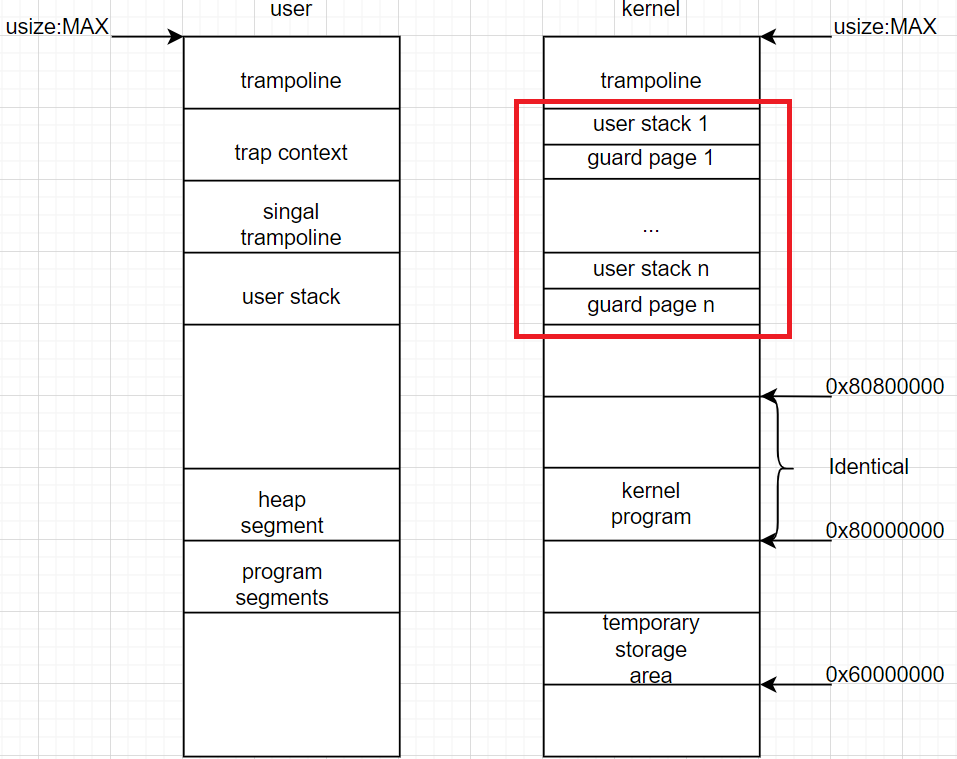 user
kernel
usize:MAX
usize:MAX
trampoline
trampoline
user stack 1
trap context
guard page 1
singal
trampoline
...
user stack n
user stack
guard page n
0x80800000
Identical
heap
segment
kernel
program
0x80000000
program
segments
temporary
storage
area
0x60000000